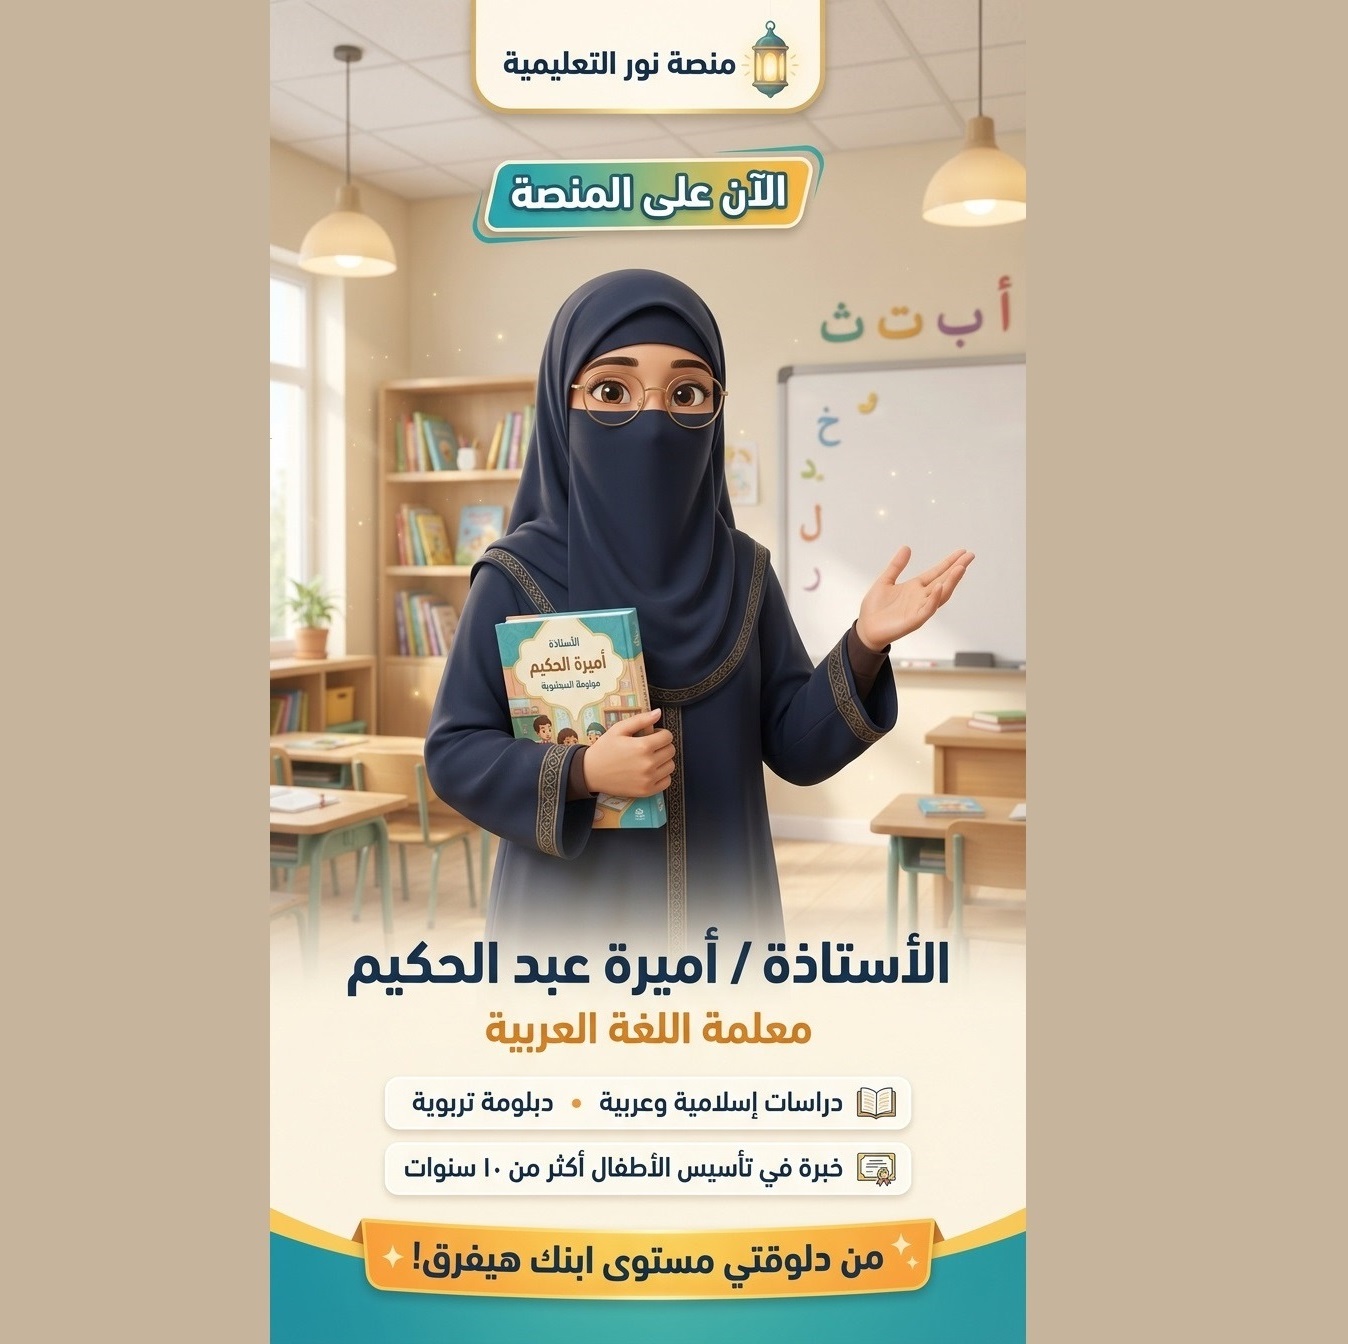 منصة نور التعليمية
الآن على المنصة
أ ب ت ث
خ
د
ل
ر
الأستاذة
أميرة الحكيم
الأستاذة / أميرة عبد الحكيم
معلمة اللغة العربية
دراسات إسلامية وعربية • دبلومة تربوية
خبرة في تأسيس الأطفال أكثر من ١٠ سنوات
من دلوقتي مستوى ابنك هيفرق!